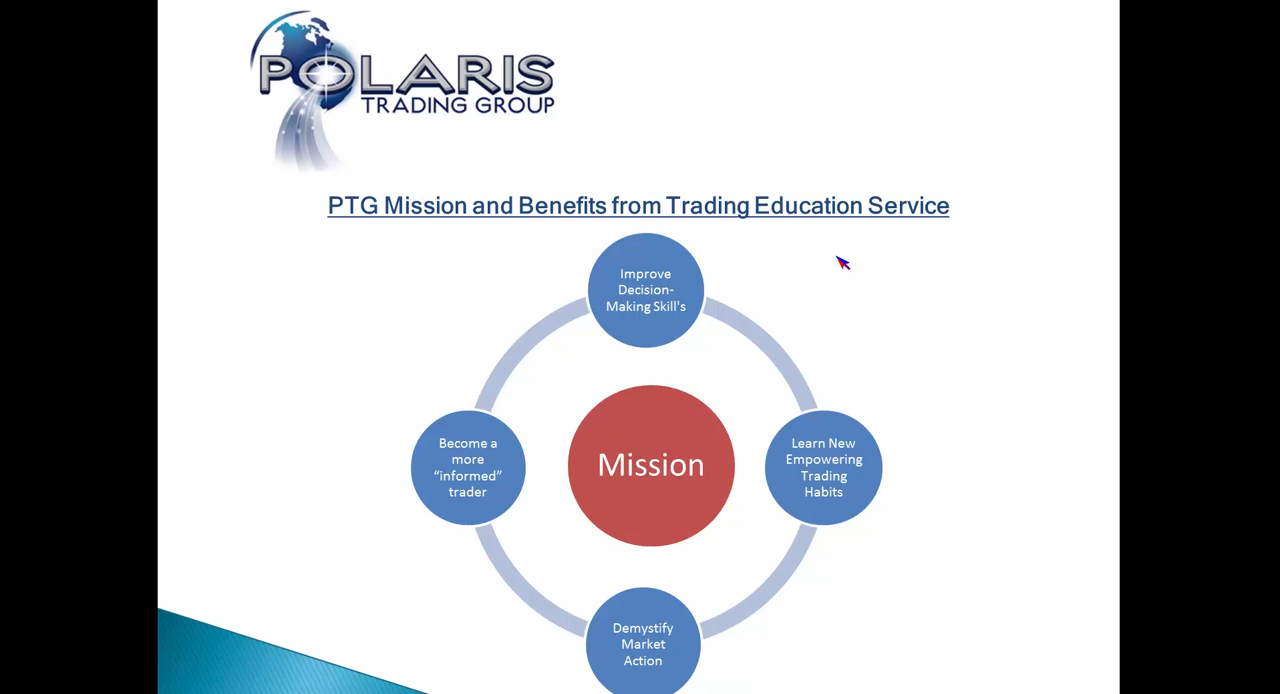 POLARIS
TRADING GROUP
PTG Mission and Benefits from Trading Education Service
Improve
Decision-
Making Skill's
Become a
more
“informed”
trader
Mission
Learn New
Empowering
Trading
Habits
Demystify
Market
Action